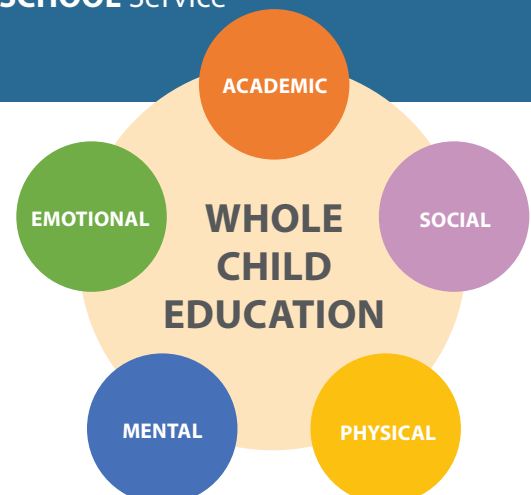 SCHOOL Service
ACADEMIC
EMOTIONAL
WHOLE
CHILD
EDUCATION
SOCIAL
MENTAL
PHYSICAL